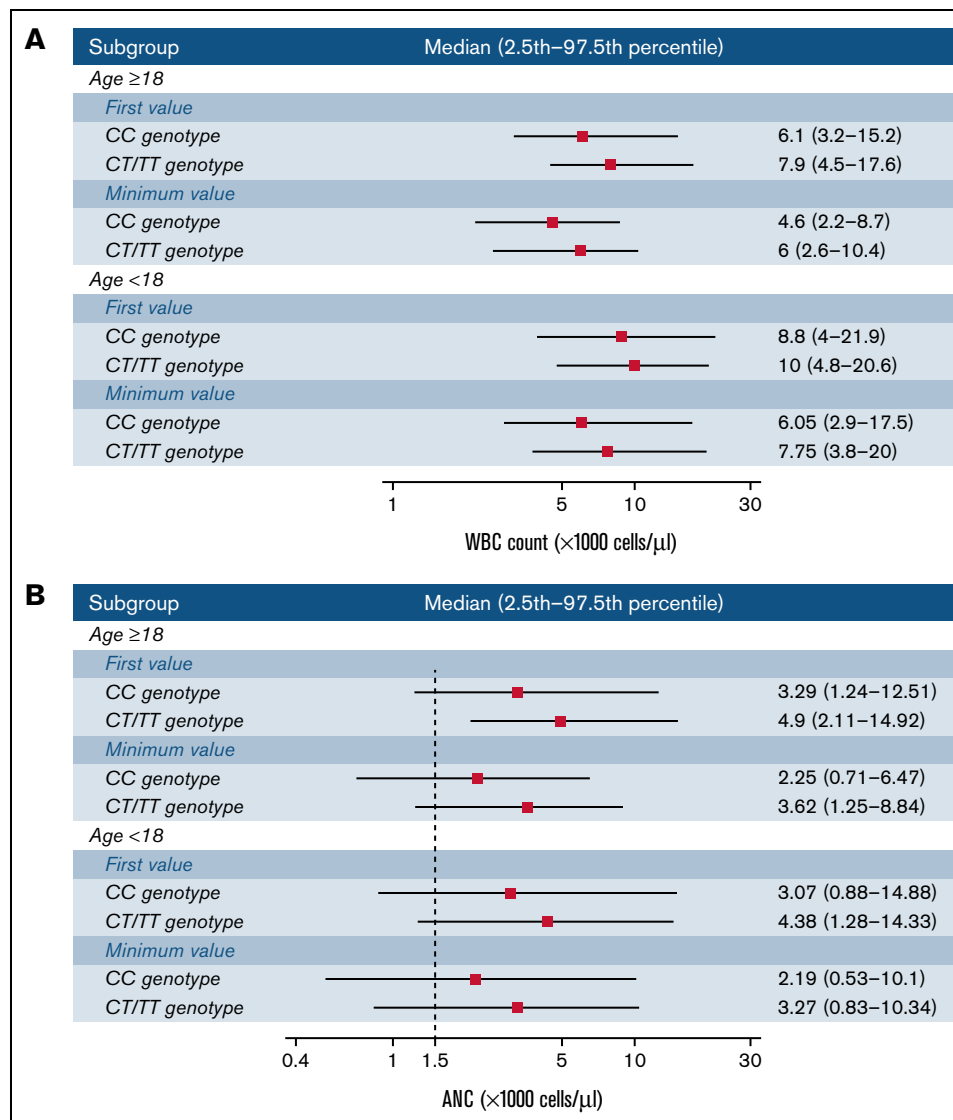 A
Subgroup Median (2.5th–97.5th percentile)
Age ≥18
First value
CC genotype 6.1 (3.2–15.2)
CT/TT genotype 7.9 (4.5–17.6)
Minimum value
CC genotype 4.6 (2.2–8.7)
CT/TT genotype 6 (2.6–10.4)
Age <18
First value
CC genotype 8.8 (4–21.9)
CT/TT genotype 10 (4.8–20.6)
Minimum value
CC genotype 6.05 (2.9–17.5)
CT/TT genotype 7.75 (3.8–20)
1 5 10 30
WBC count (×1000 cells/μl)
B
Subgroup Median (2.5th–97.5th percentile)
Age ≥18
First value
CC genotype 3.29 (1.24–12.51)
CT/TT genotype 4.9 (2.11–14.92)
Minimum value
CC genotype 2.25 (0.71–6.47)
CT/TT genotype 3.62 (1.25–8.84)
Age <18
First value
CC genotype 3.07 (0.88–14.88)
CT/TT genotype 4.38 (1.28–14.33)
Minimum value
CC genotype 2.19 (0.53–10.1)
CT/TT genotype 3.27 (0.83–10.34)
0.4 1 1.5 5 10 30
ANC (×1000 cells/μl)